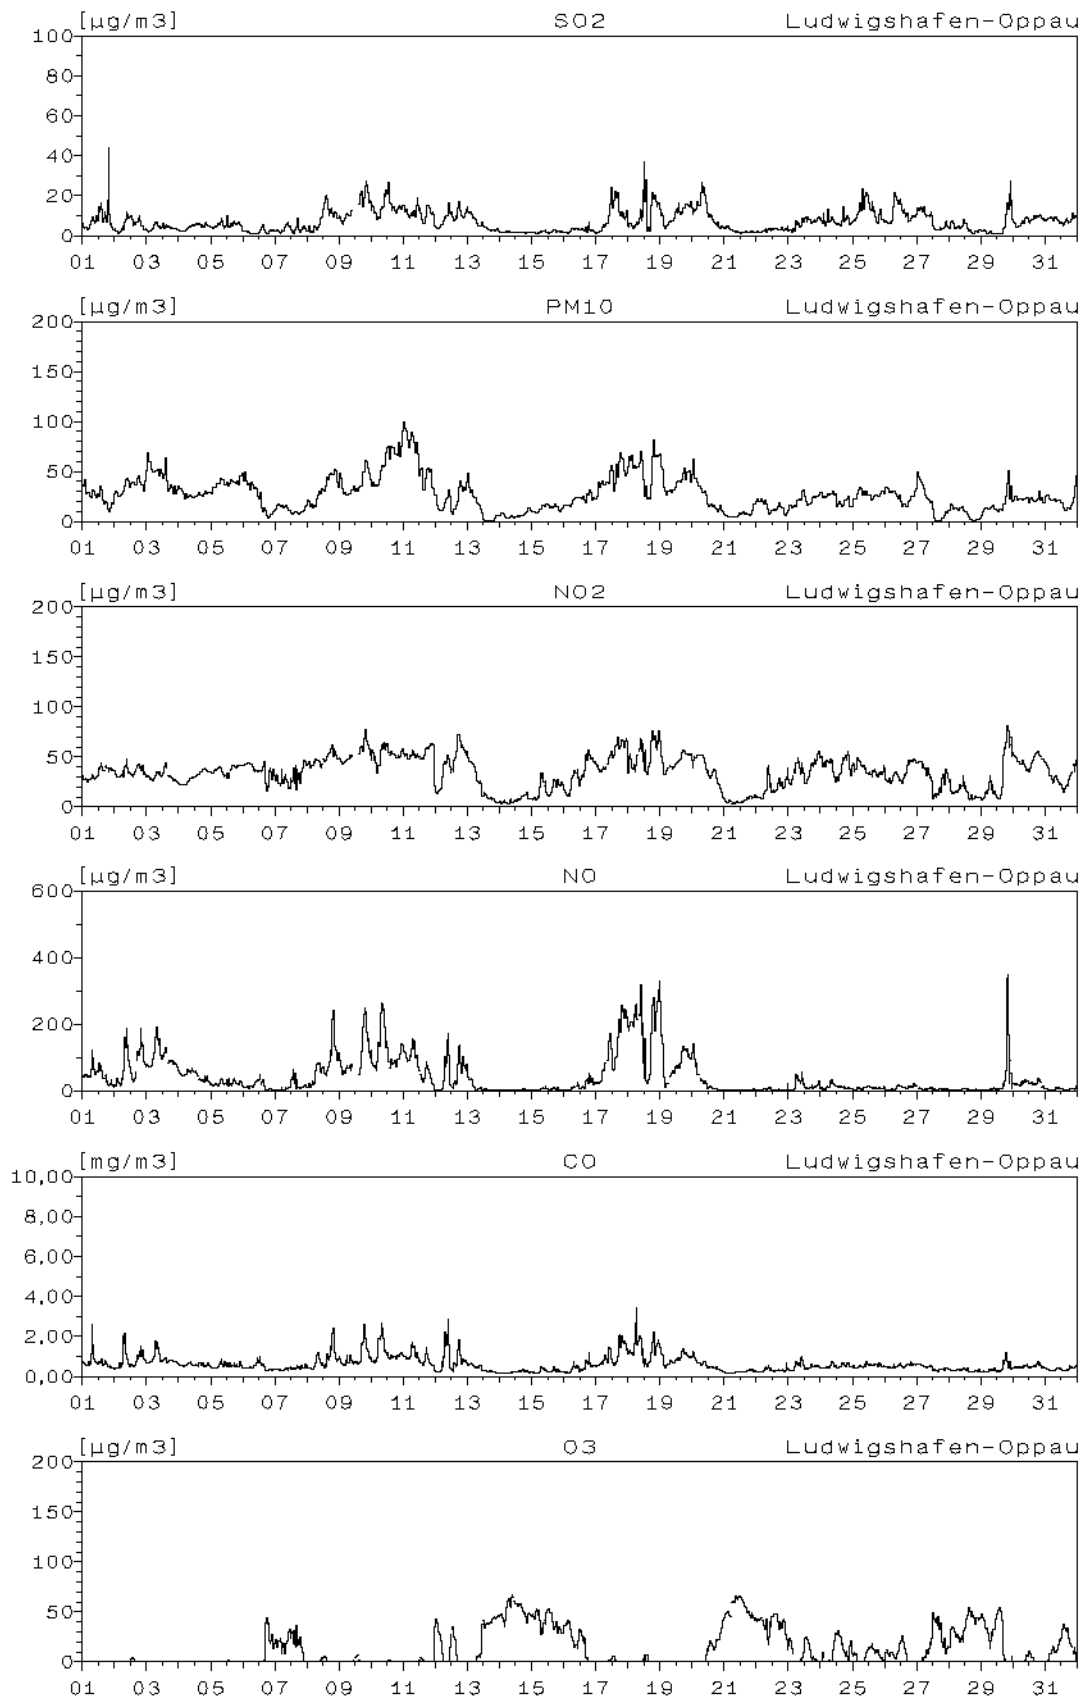 [µg/m3] SO2 Ludwigshafen-Oppau
100
80
60
40
20
0
01 03 05 07 09 11 13 15 17 19 21 23 25 27 29 31
[µg/m3] PM10 Ludwigshafen-Oppau
200
150
100
50
0
01 03 05 07 09 11 13 15 17 19 21 23 25 27 29 31
[µg/m3] NO2 Ludwigshafen-Oppau
200
150
100
50
0
01 03 05 07 09 11 13 15 17 19 21 23 25 27 29 31
[µg/m3] NO Ludwigshafen-Oppau
600
400
200
0
01 03 05 07 09 11 13 15 17 19 21 23 25 27 29 31
[mg/m3] CO Ludwigshafen-Oppau
10,00
8,00
6,00
4,00
2,00
0,00
01 03 05 07 09 11 13 15 17 19 21 23 25 27 29 31
[µg/m3] O3 Ludwigshafen-Oppau
200
150
100
50
0
01 03 05 07 09 11 13 15 17 19 21 23 25 27 29 31